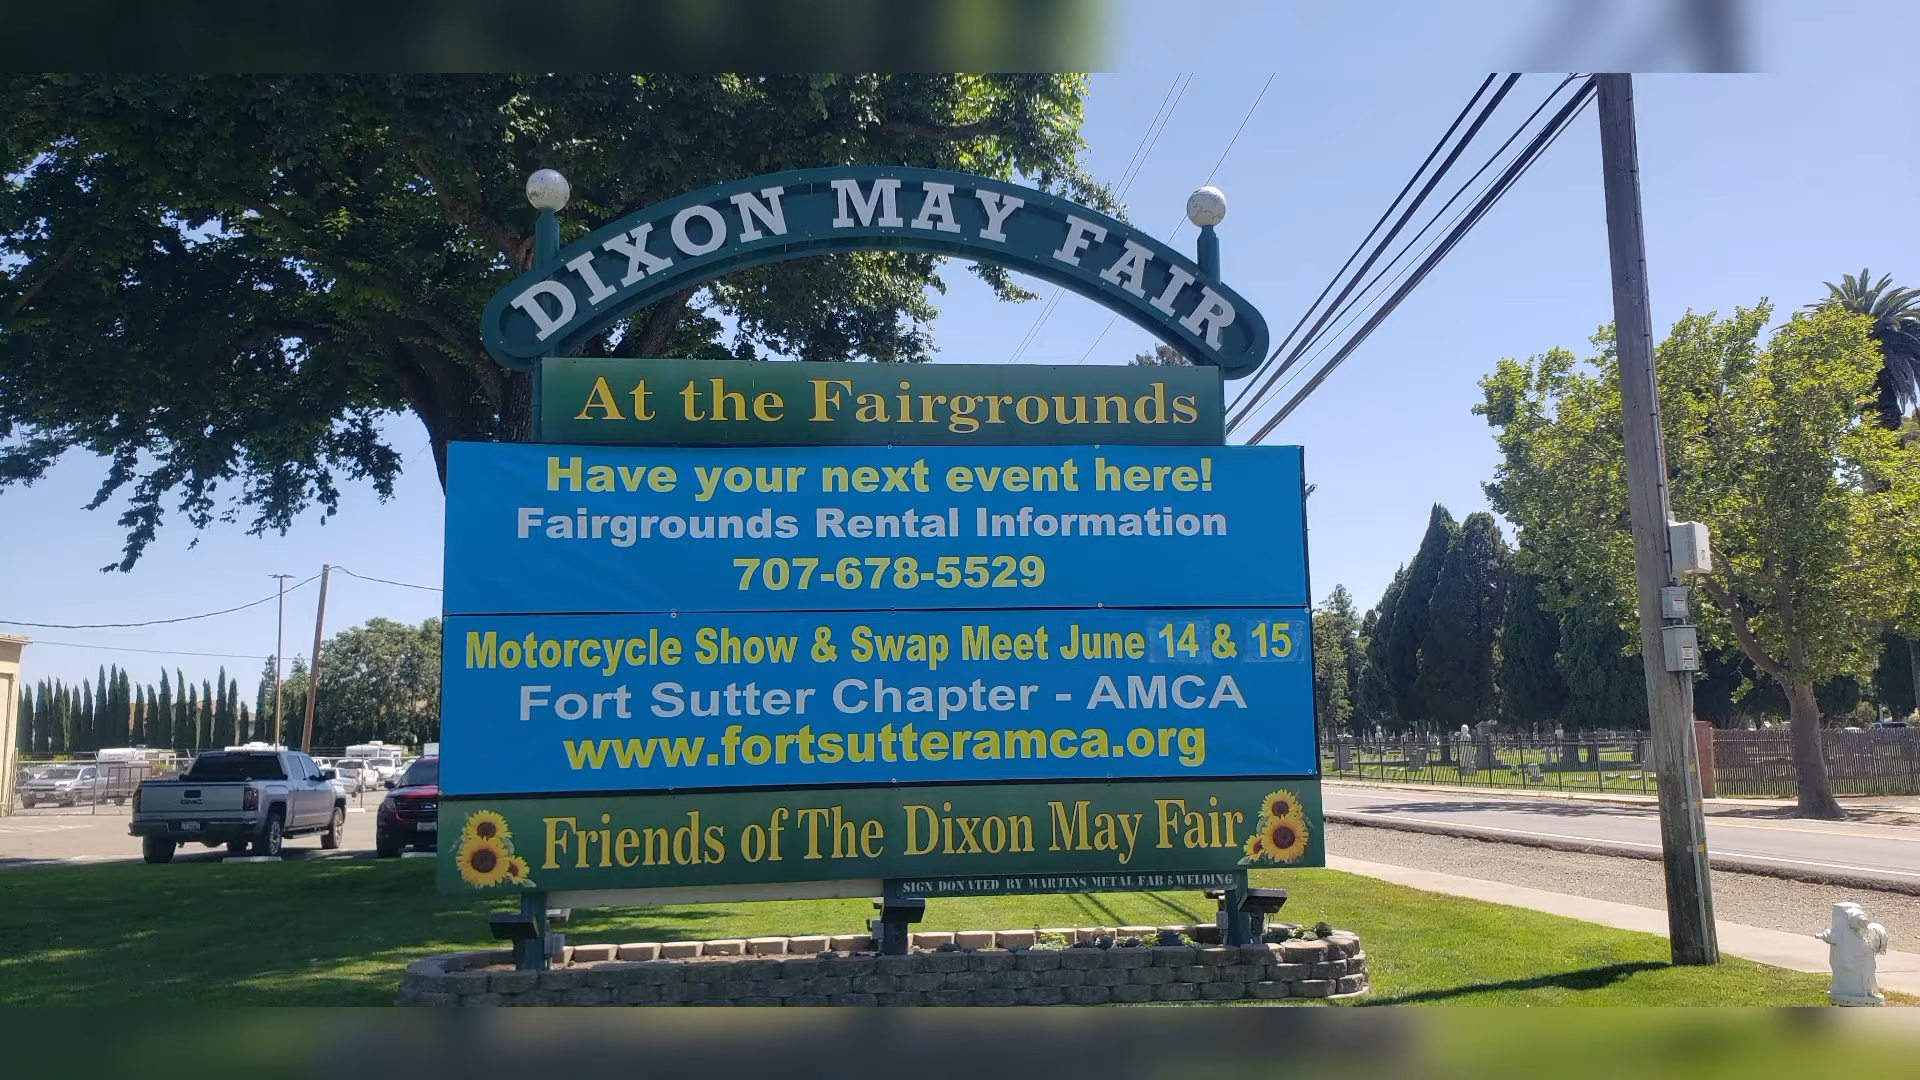 DIXON MAY FAIR
At the Fairgrounds
Have your next event here!
Fairgrounds Rental Information
707-678-5529
Motorcycle Show & Swap Meet June 14 & 15
Fort Sutter Chapter - AMCA
www.fortsutteramca.org
Friends of The Dixon May Fair
SIGN DONATED BY MARTINS METAL FAB & WELDING
GMC